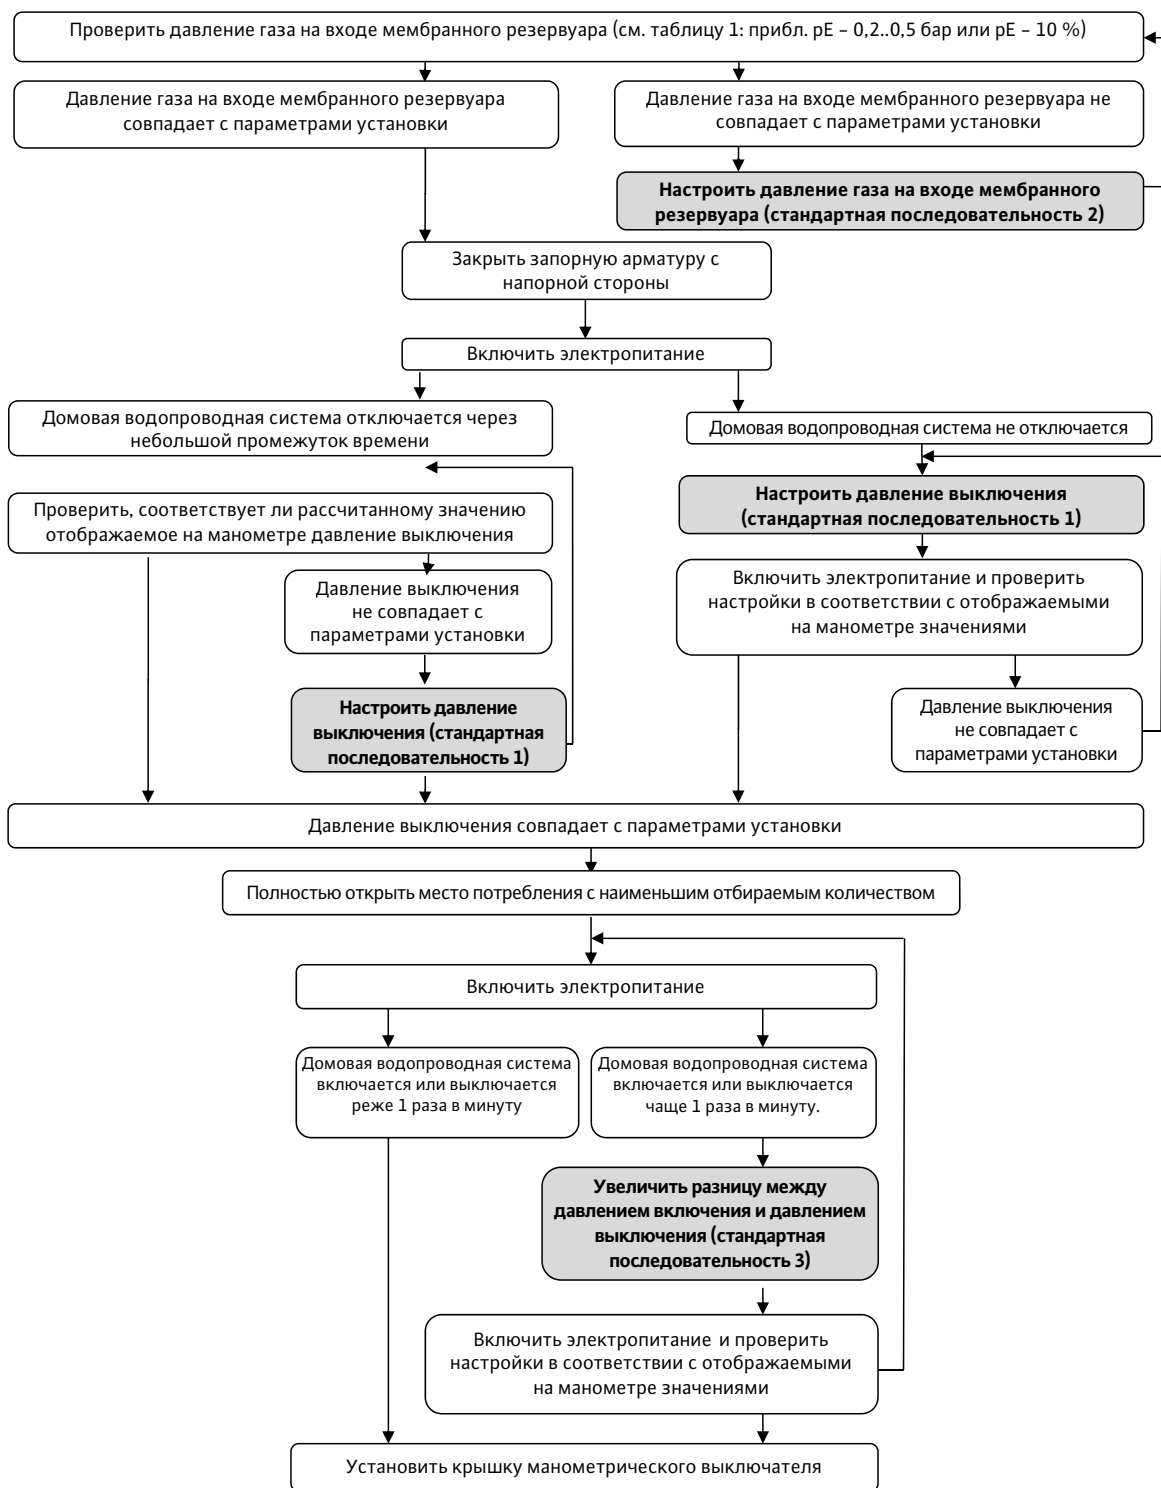 Проверить давление газа на входе мембранного резервуара (см. таблицу 1: прибл. pE – 0,2..0,5 бар или pE – 10 %)
Давление газа на входе мембранного резервуара
совпадает с параметрами установки
Давление газа на входе мембранного резервуара не
совпадает с параметрами установки
Настроить давление газа на входе мембранного
резервуара (стандартная последовательность 2)
Закрыть запорную арматуру с
напорной стороны
Включить электропитание
Домовая водопроводная система отключается через
небольшой промежуток времени
Домовая водопроводная система не отключается
Проверить, соответствует ли рассчитанному значению
отображаемое на манометре давление выключения
Настроить давление выключения
(стандартная последовательность 1)
Давление выключения
не совпадает с
параметрами установки
Включить электропитание и проверить
настройки в соответствии с отображаемыми
на манометре значениями
Настроить давление
выключения (стандартная
последовательность 1)
Давление выключения
не совпадает с
параметрами установки
Давление выключения совпадает с параметрами установки
Полностью открыть место потребления с наименьшим отбираемым количеством
Включить электропитание
Домовая водопроводная система
включается или выключается
реже 1 раза в минуту
Домовая водопроводная система
включается или выключается
чаще 1 раза в минуту.
Увеличить разницу между
давлением включения и давлением
выключения (стандартная
последовательность 3)
Включить электропитание и проверить
настройки в соответствии с отображаемыми
на манометре значениями
Установить крышку манометрического выключателя